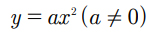 y = ax² (a ≠ 0)